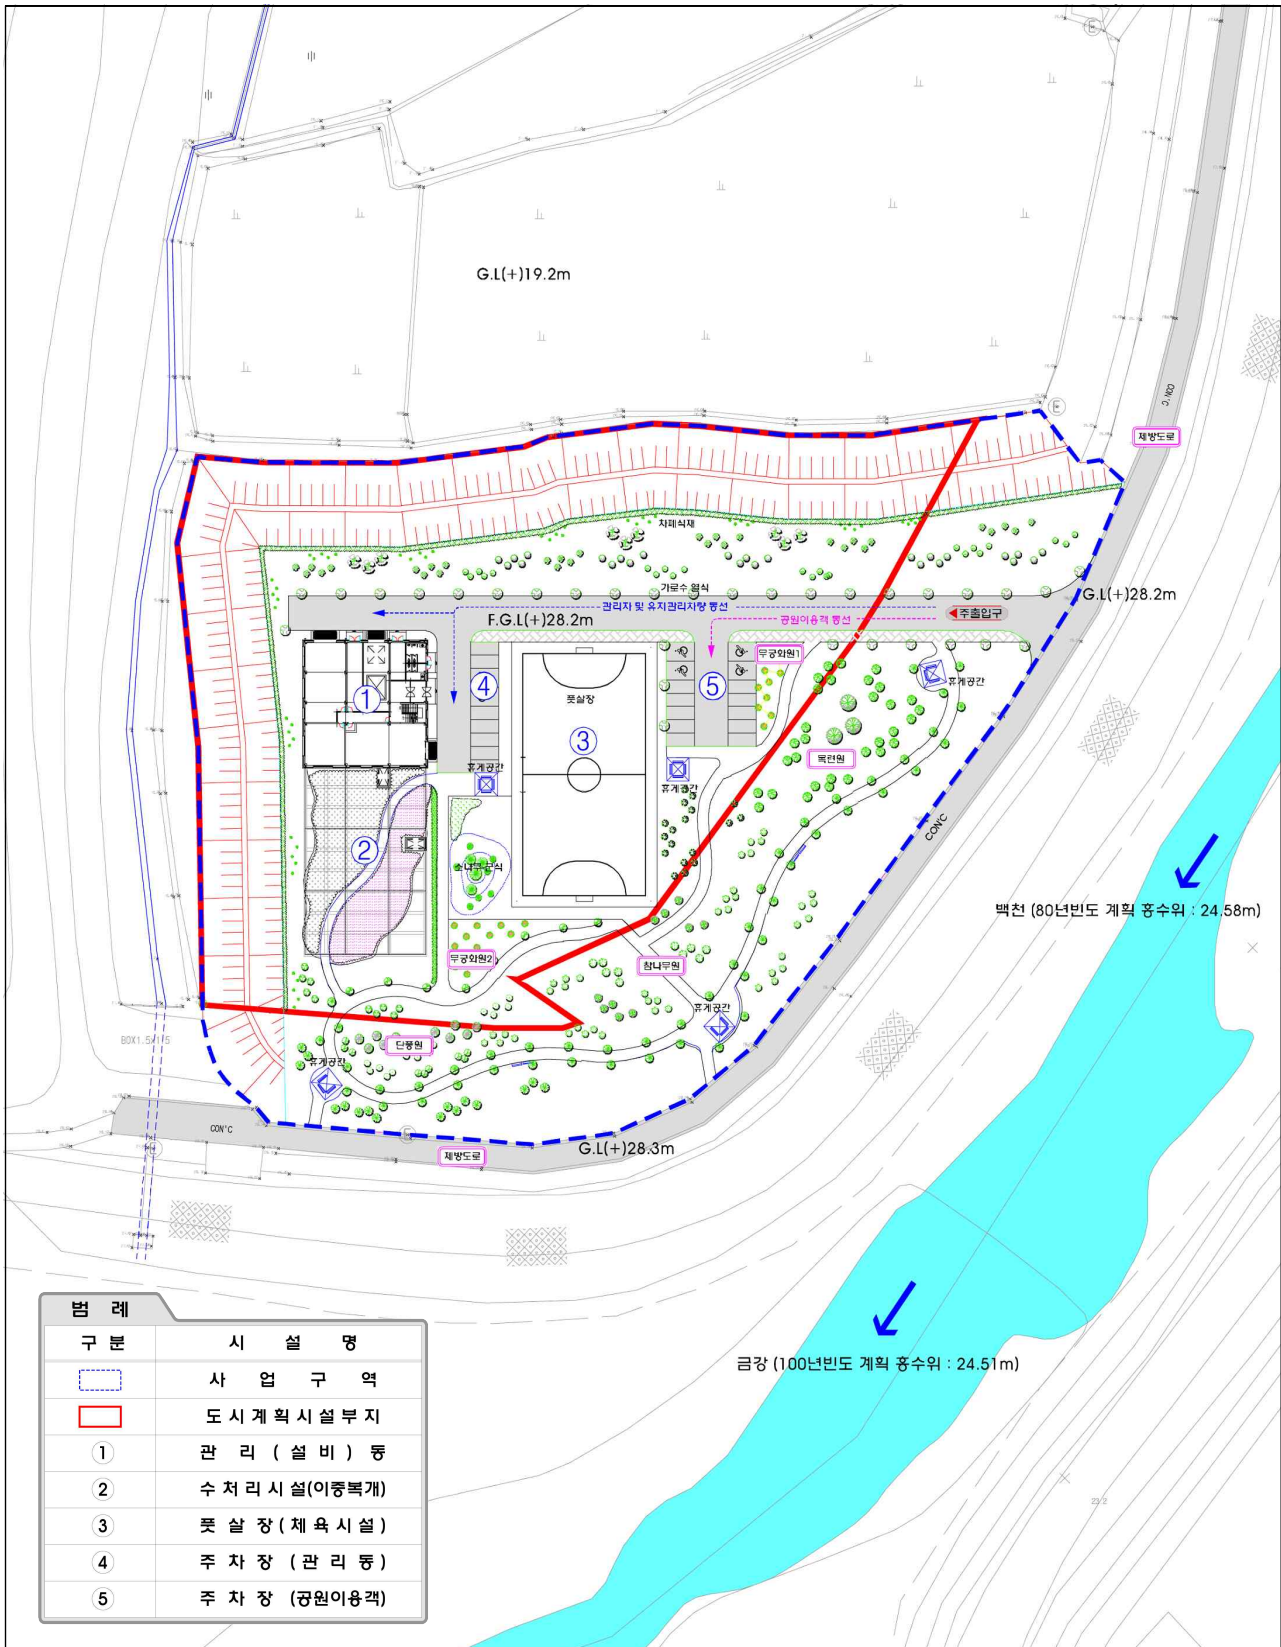 G.L(+)19.2m
CON'C
제방도로
차폐식재
가로수 열식
관리자 및 유지관리차량 동선
F.G.L(+)28.2m
공원이용객 동선
주출입구
G.L(+)28.2m
무궁화원1
휴게공간
①
④
⑤
풋살장
③
목련원
휴게공간
휴게공간
CON'C
②
소나무군식
백천 (80년빈도 계획 홍수위 : 24.58m)
무궁화원2
참나무원
휴게공간
단풍원
휴게공간
CON'C
제방도로
G.L(+)28.3m
금강 (100년빈도 계획 홍수위 : 24.51m)
23.2
범 례
구 분 시 설 명
사 업 구 역
도시계획시설부지
① 관 리 ( 설 비 ) 동
② 수처리시설(이중복개)
③ 풋 살 장 ( 체 육 시 설 )
④ 주 차 장 ( 관 리 동 )
⑤ 주 차 장 (공원이용객)